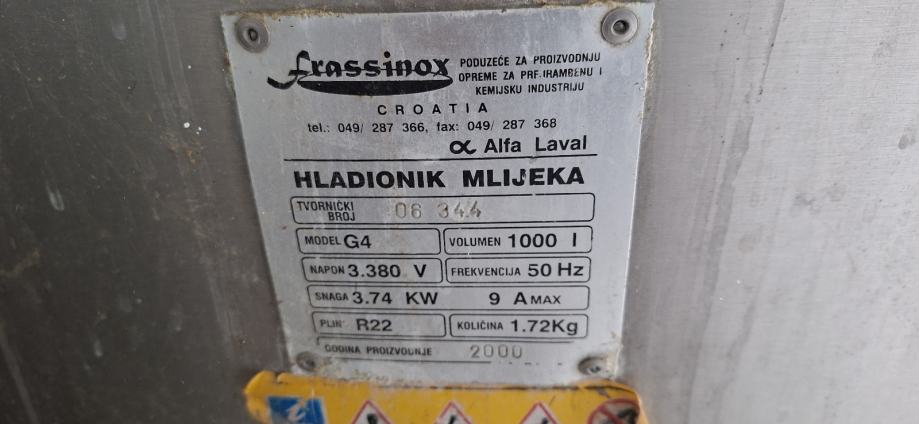 frassinox
PODUZEĆE ZA PROIZVODNJU
OPREME ZA PREHRAMBENU I
KEMIJSKU INDUSTRIJU
CROATIA
tel.: 049/ 287 366, fax: 049/ 287 368
Alfa Laval
HLADIONIK MLIJEKA
TVORNIČKI BROJ 06 344
MODEL G4 VOLUMEN 1000 l
NAPON 3.380 V FREKVENCIJA 50 Hz
SNAGA 3.74 KW 9 A MAX
PLIN R22 KOLIČINA 1.72Kg
GODINA PROIZVODNJE 2000